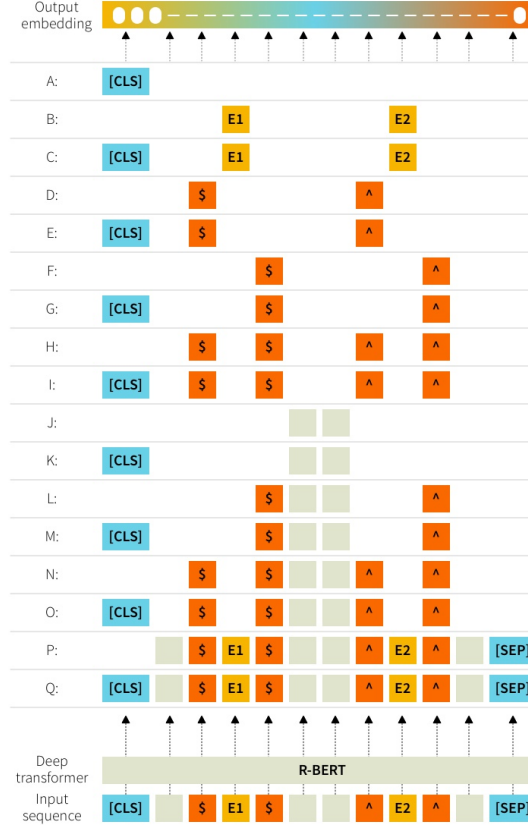 Output
embedding
A: [CLS]
B: E1 E2
C: [CLS] E1 E2
D: $ ^
E: [CLS] $ ^
F: $ ^
G: [CLS] $ ^
H: $ $ ^ ^
I: [CLS] $ $ ^ ^
J:
K: [CLS]
L: $ ^
M: [CLS] $ ^
N: $ $ ^ ^
O: [CLS] $ $ ^ ^
P: $ E1 $ ^ E2 ^ [SEP]
Q: [CLS] $ E1 $ ^ E2 ^ [SEP]
Deep
transformer
R-BERT
Input
sequence
[CLS] $ E1 $ ^ E2 ^ [SEP]